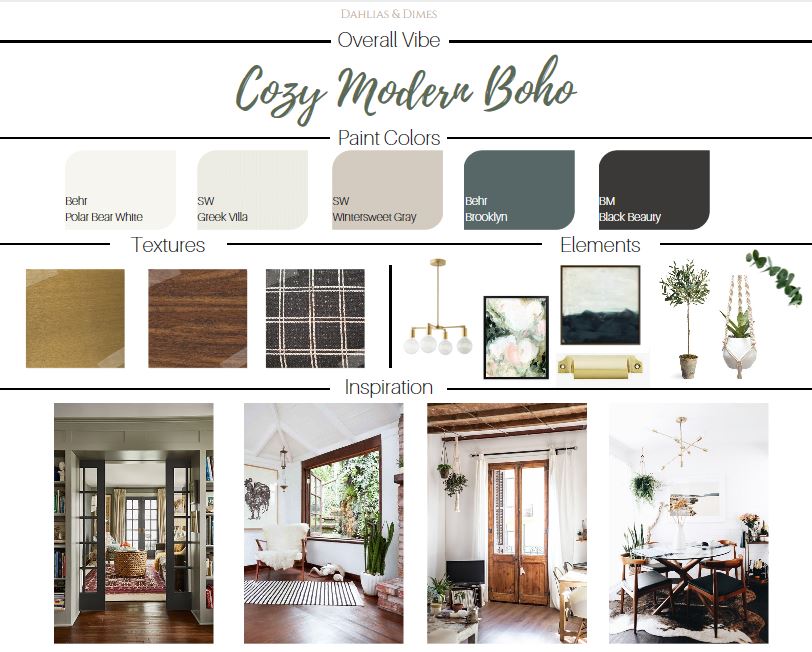 Dahlias & Dimes
Overall Vibe
Cozy Modern Boho
Paint Colors
Behr
Polar Bear White
SW
Greek Villa
SW
Wintersweet Gray
Behr
Brooklyn
BM
Black Beauty
Textures
Elements
Inspiration